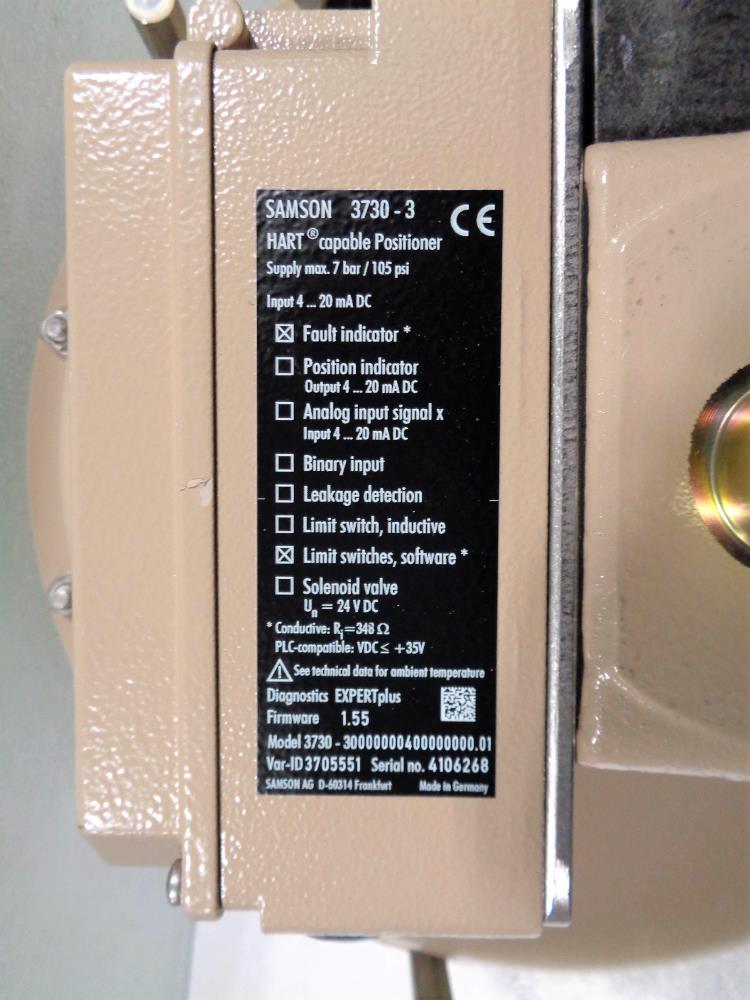 SAMSON 3730 - 3 CE
HART® capable Positioner
Supply max. 7 bar / 105 psi
Input 4 ... 20 mA DC
☒ Fault indicator *
☐ Position indicator
Output 4 ... 20 mA DC
☐ Analog input signal x
Input 4 ... 20 mA DC
☐ Binary input
☐ Leakage detection
☐ Limit switch, inductive
☒ Limit switches, software *
☐ Solenoid valve
Un = 24 V DC
* Conductive: Ri=348 Ω
PLC-compatible: VDC ≤ +35V
See technical data for ambient temperature
Diagnostics EXPERTplus
Firmware 1.55
Model 3730 - 30000000400000000.01
Var-ID 3705551 Serial no. 4106268
SAMSON AG D-60314 Frankfurt Made in Germany